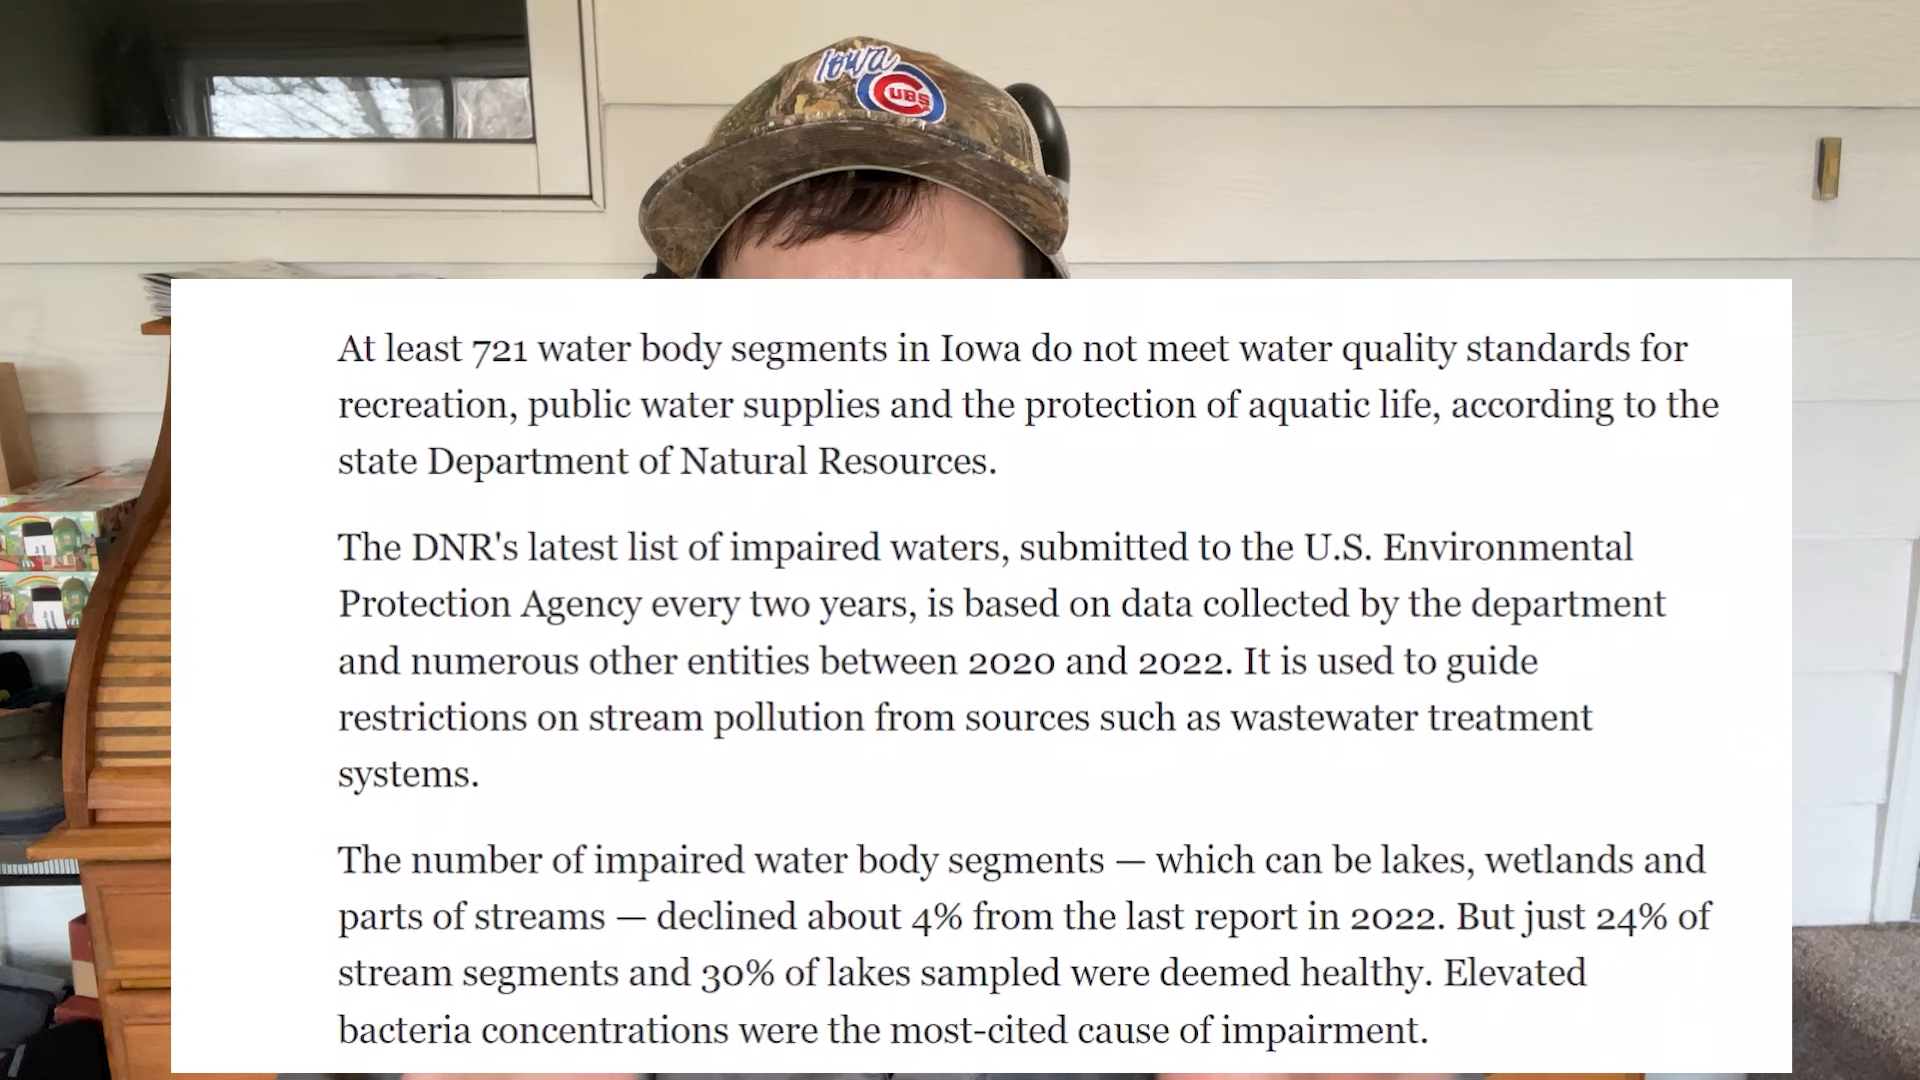 Iowa
CUBS
At least 721 water body segments in Iowa do not meet water quality standards for
recreation, public water supplies and the protection of aquatic life, according to the
state Department of Natural Resources.
The DNR's latest list of impaired waters, submitted to the U.S. Environmental
Protection Agency every two years, is based on data collected by the department
and numerous other entities between 2020 and 2022. It is used to guide
restrictions on stream pollution from sources such as wastewater treatment
systems.
The number of impaired water body segments — which can be lakes, wetlands and
parts of streams — declined about 4% from the last report in 2022. But just 24% of
stream segments and 30% of lakes sampled were deemed healthy. Elevated
bacteria concentrations were the most-cited cause of impairment.